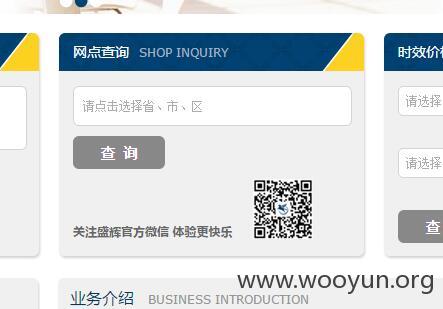 网点查询 SHOP INQUIRY
时效价
请点击选择省、市、区
请选择
查 询
请选择
查
关注盛辉官方微信 体验更快乐
www.wooyun.org
业务介绍 BUSINESS INTRODUCTION